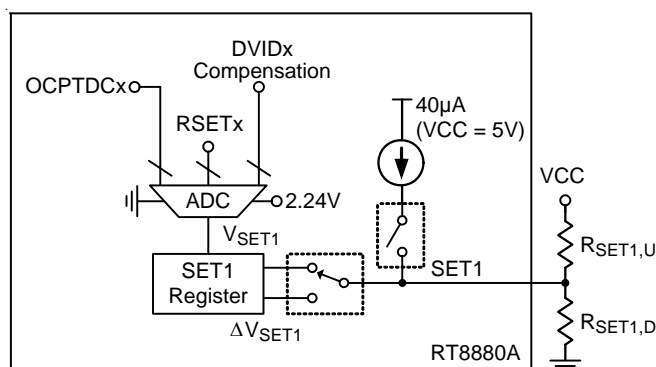 DVIDx
Compensation
OCPTDCx
RSETx
40µA
(VCC = 5V)
VCC
ADC
2.24V
VSET1
SET1
Register
SET1
RSET1,U
ΔVSET1
RSET1,D
RT8880A